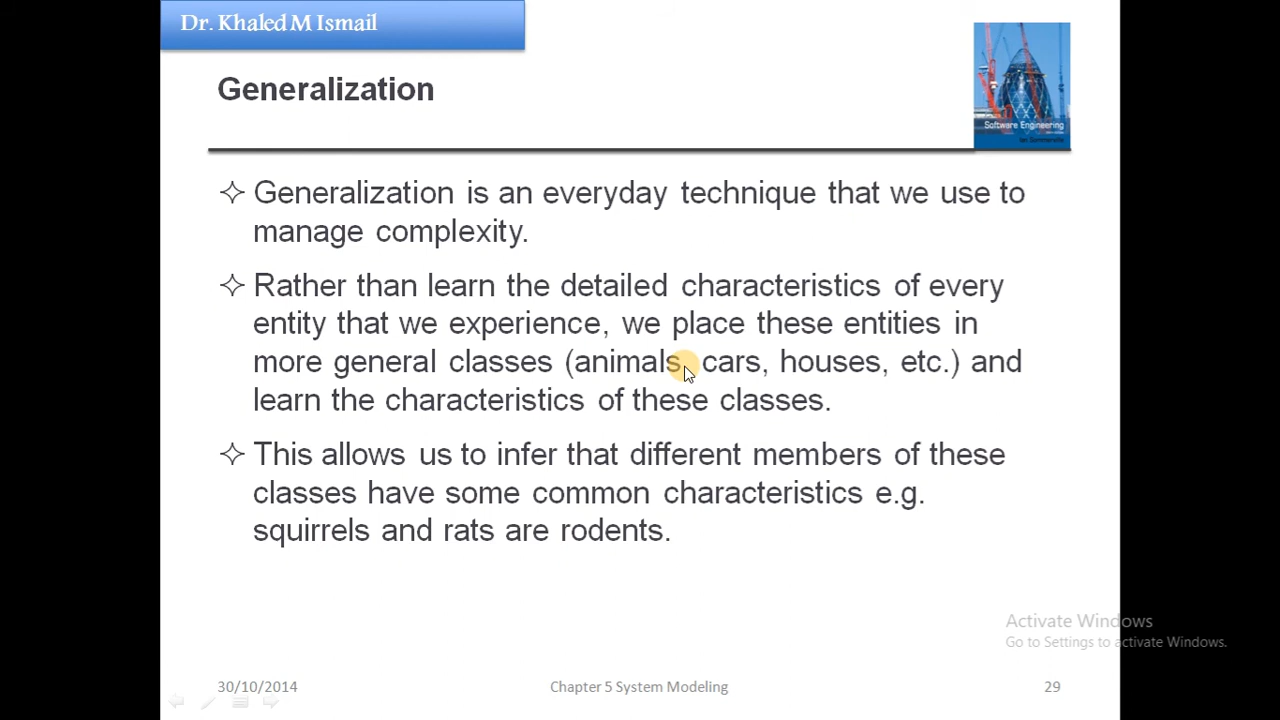 Dr. Khaled M Ismail
Generalization
Software Engineering
Ian Sommerville
✧ Generalization is an everyday technique that we use to
manage complexity.
✧ Rather than learn the detailed characteristics of every
entity that we experience, we place these entities in
more general classes (animals, cars, houses, etc.) and
learn the characteristics of these classes.
✧ This allows us to infer that different members of these
classes have some common characteristics e.g.
squirrels and rats are rodents.
Activate Windows
Go to Settings to activate Windows.
30/10/2014
Chapter 5 System Modeling
29